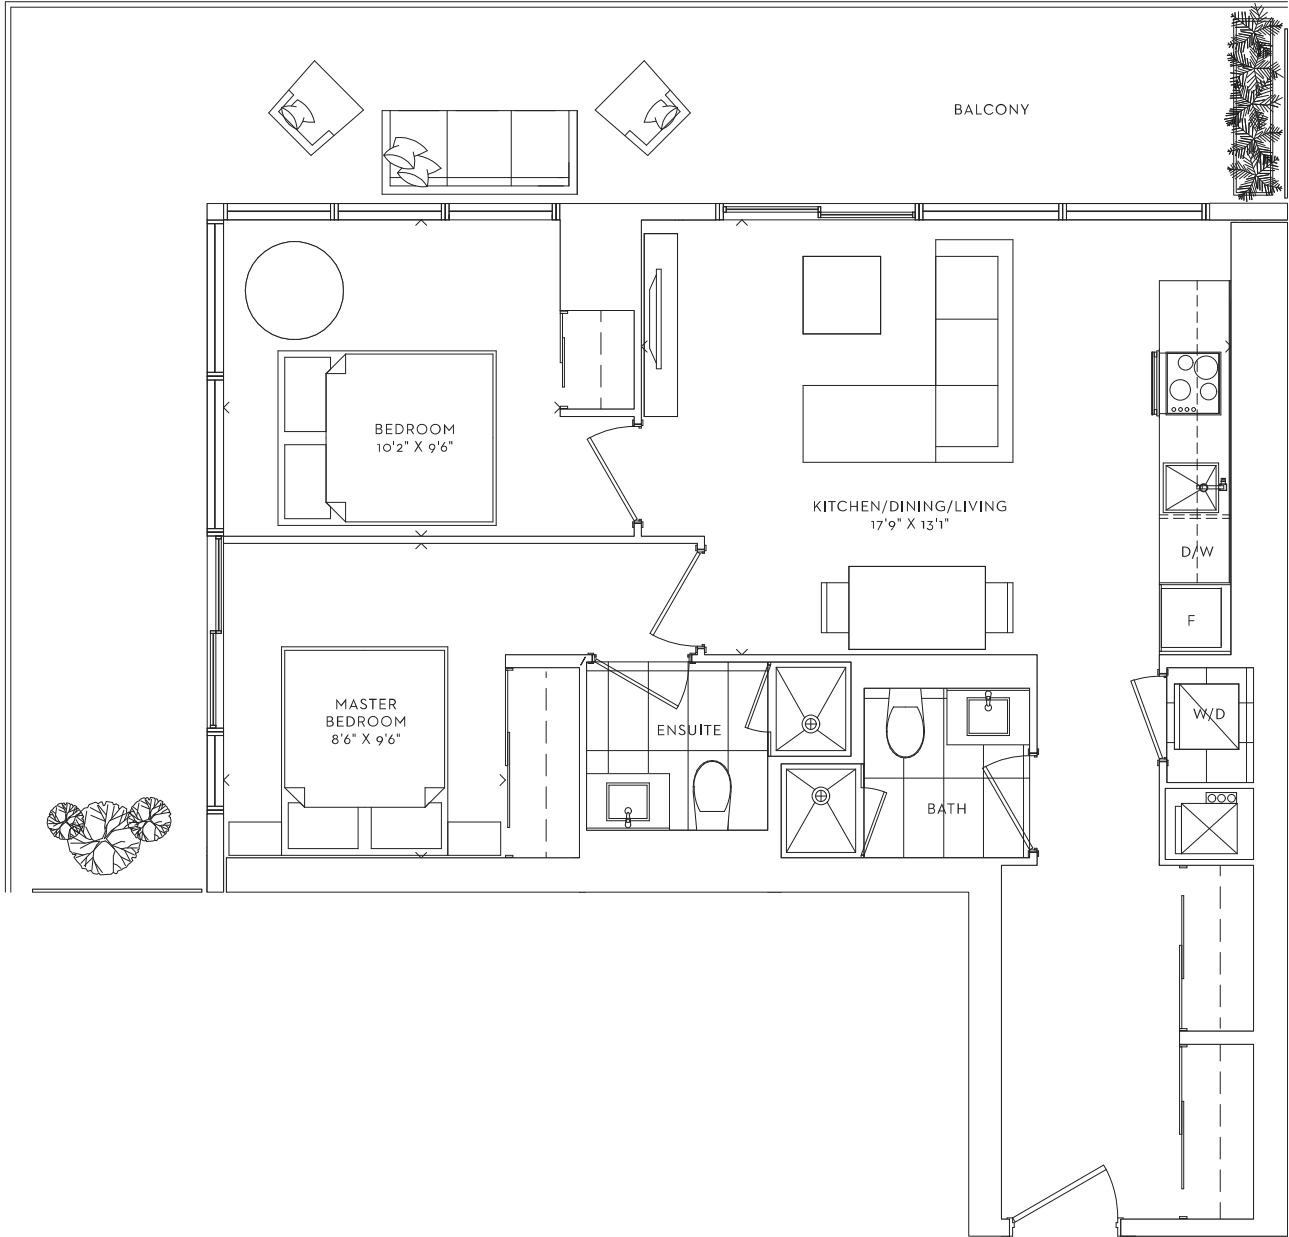 BALCONY
BEDROOM
10'2" X 9'6"
KITCHEN/DINING/LIVING
17'9" X 13'1"
D/W
F
MASTER
BEDROOM
8'6" X 9'6"
ENSUITE
W/D
BATH